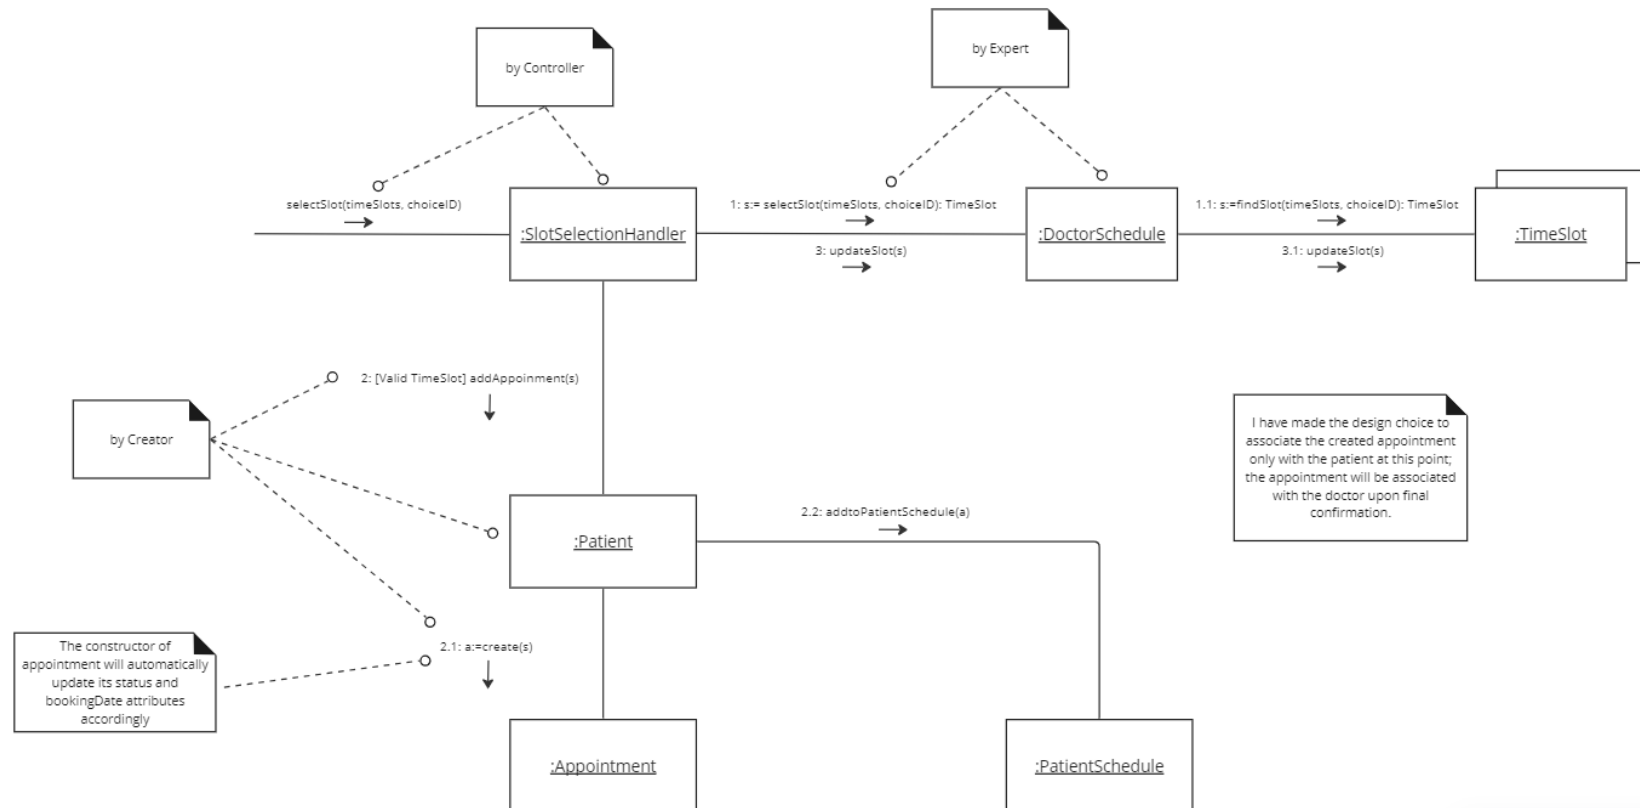 by Controller
by Expert
selectSlot(timeSlots, choiceID)
:SlotSelectionHandler
1: s:= selectSlot(timeSlots, choiceID): TimeSlot
3: updateSlot(s)
:DoctorSchedule
1.1: s:=findSlot(timeSlots, choiceID): TimeSlot
3.1: updateSlot(s)
:TimeSlot
2: [Valid TimeSlot] addAppoinment(s)
by Creator
I have made the design choice to
associate the created appointment
only with the patient at this point;
the appointment will be associated
with the doctor upon final
confirmation.
:Patient
2.2: addtoPatientSchedule(a)
The constructor of
appointment will automatically
update its status and
bookingDate attributes
accordingly
2.1: a:=create(s)
:Appointment
:PatientSchedule